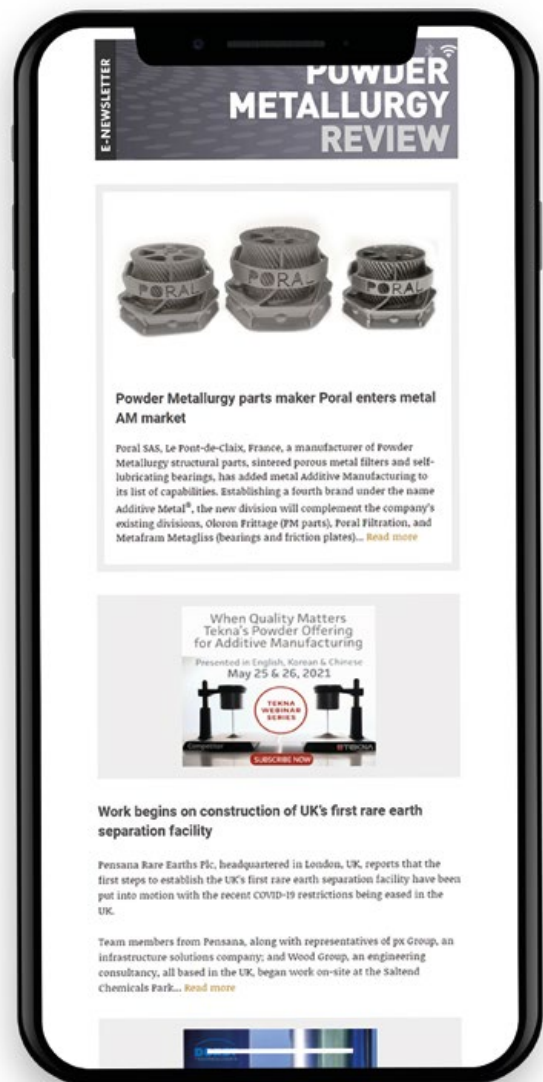 E-NEWSLETTER
POWDER
METALLURGY
REVIEW
PORAL
PORAL
PORAL
Powder Metallurgy parts maker Poral enters metal
AM market
Poral SAS, Le Pont-de-Claix, France, a manufacturer of Powder
Metallurgy structural parts, sintered porous metal filters and self-
lubricating bearings, has added metal Additive Manufacturing to
its list of capabilities. Establishing a fourth brand under the name
Additive Metal®, the new division will complement the company's
existing divisions, Oloron Frittage (PM parts), Poral Filtration, and
Metafram Metagliss (bearings and friction plates)... Read more
When Quality Matters
Tekna's Powder Offering
for Additive Manufacturing
Presented in English, Korean & Chinese
May 25 & 26, 2021
TEKNA
WEBINAR
SERIES
Competitor
TEKNA
SUBSCRIBE NOW
Work begins on construction of UK's first rare earth
separation facility
Pensana Rare Earths Plc, headquartered in London, UK, reports that the
first steps to establish the UK's first rare earth separation facility have been
put into motion with the recent COVID-19 restrictions being eased in the
UK.
Team members from Pensana, along with representatives of px Group, an
infrastructure solutions company; and Wood Group, an engineering
consultancy, all based in the UK, began work on-site at the Saltend
Chemicals Park... Read more